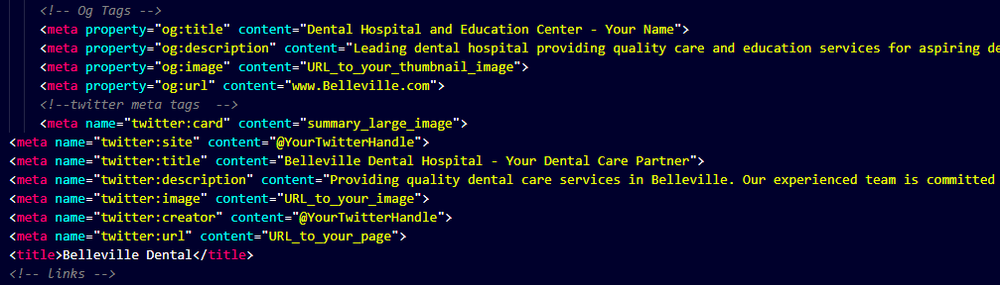 <!-- Og Tags -->
<meta property="og:title" content="Dental Hospital and Education Center - Your Name">
<meta property="og:description" content="Leading dental hospital providing quality care and education services for aspiring de
<meta property="og:image" content="URL_to_your_thumbnail_image">
<meta property="og:url" content="www.Belleville.com">
<!--twitter meta tags  -->
<meta name="twitter:card" content="summary_large_image">
<meta name="twitter:site" content="@YourTwitterHandle">
<meta name="twitter:title" content="Belleville Dental Hospital - Your Dental Care Partner">
<meta name="twitter:description" content="Providing quality dental care services in Belleville. Our experienced team is committed
<meta name="twitter:image" content="URL_to_your_image">
<meta name="twitter:creator" content="@YourTwitterHandle">
<meta name="twitter:url" content="URL_to_your_page">
<title>Belleville Dental</title>
<!-- links -->